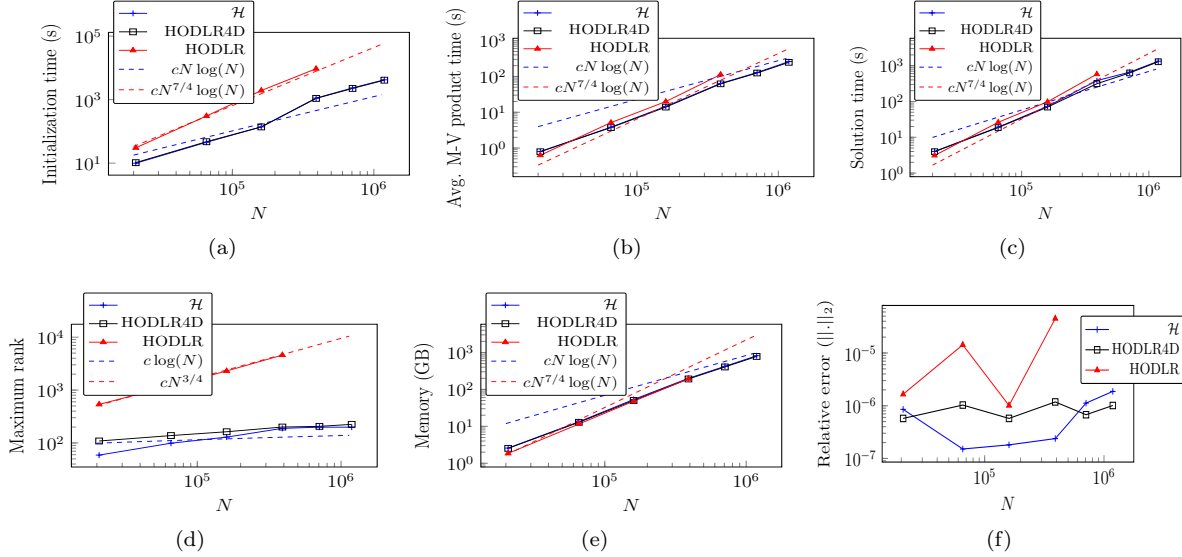 Initialization time (s)
10^5
10^3
10^1
10^5
10^6
N
ℋ
HODLR4D
HODLR
cN log(N)
cN^{7/4} log(N)
(a)
Avg. M-V product time (s)
10^3
10^2
10^1
10^0
10^5
10^6
N
ℋ
HODLR4D
HODLR
cN log(N)
cN^{7/4} log(N)
(b)
Solution time (s)
10^3
10^2
10^1
10^0
10^5
10^6
N
ℋ
HODLR4D
HODLR
cN log(N)
cN^{7/4} log(N)
(c)
Maximum rank
10^4
10^3
10^2
10^5
10^6
N
ℋ
HODLR4D
HODLR
c log(N)
cN^{3/4}
(d)
Memory (GB)
10^3
10^2
10^1
10^0
10^5
10^6
N
ℋ
HODLR4D
HODLR
cN log(N)
cN^{7/4} log(N)
(e)
Relative error (||.||_2)
10^{-5}
10^{-6}
10^{-7}
10^5
10^6
N
ℋ
HODLR4D
HODLR
(f)